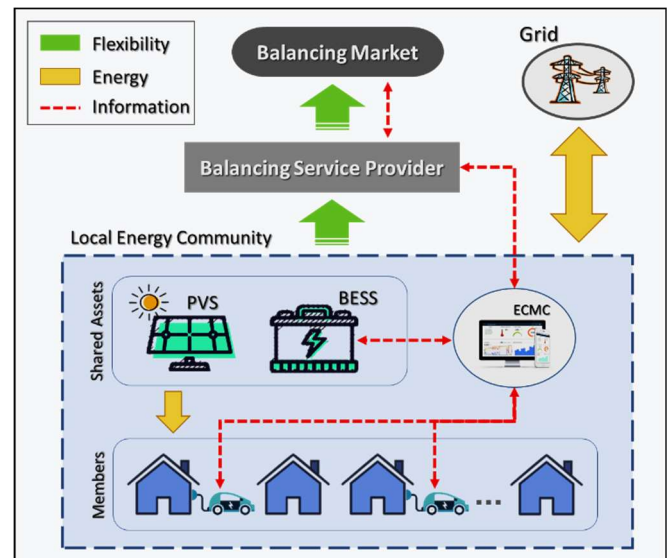 Flexibility
Energy
Information
Balancing Market
Grid
Balancing Service Provider
Local Energy Community
Shared Assets
PVS
BESS
ECMC
Members
...